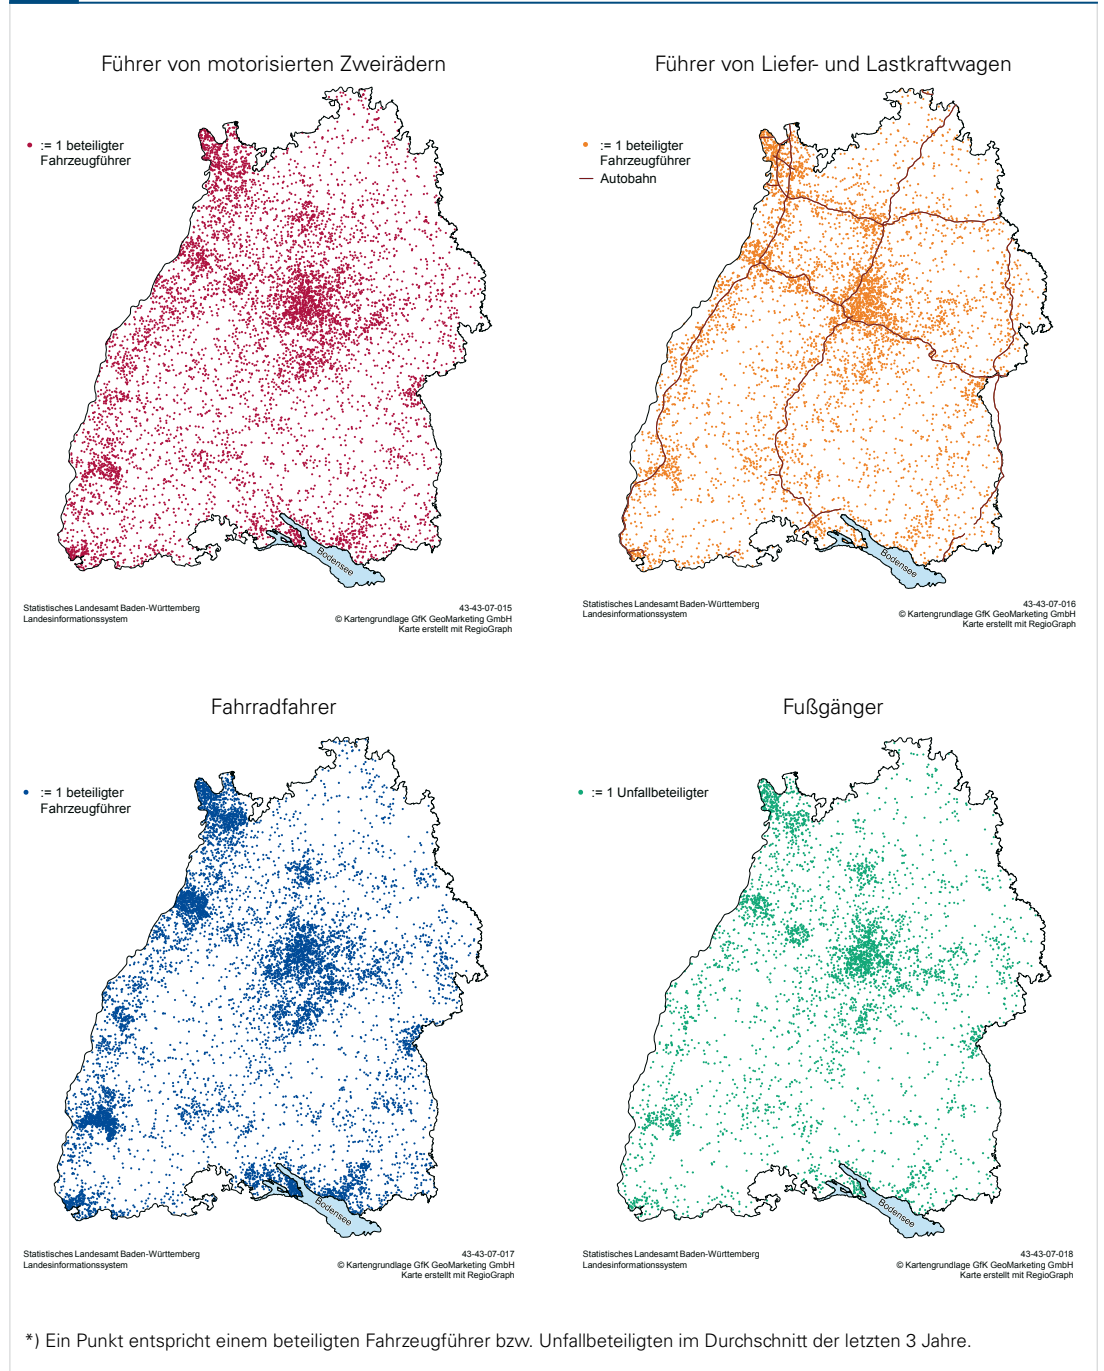 Führer von motorisierten Zweirädern
:= 1 beteiligter
Fahrzeugführer
Bodensee
Statistisches Landesamt Baden-Württemberg
Landesinformationssystem
43-43-07-015
© Kartengrundlage GfK GeoMarketing GmbH
Karte erstellt mit RegioGraph
Führer von Liefer- und Lastkraftwagen
:= 1 beteiligter
Fahrzeugführer
Autobahn
Bodensee
Statistisches Landesamt Baden-Württemberg
Landesinformationssystem
43-43-07-016
© Kartengrundlage GfK GeoMarketing GmbH
Karte erstellt mit RegioGraph
Fahrradfahrer
:= 1 beteiligter
Fahrzeugführer
Bodensee
Statistisches Landesamt Baden-Württemberg
Landesinformationssystem
43-43-07-017
© Kartengrundlage GfK GeoMarketing GmbH
Karte erstellt mit RegioGraph
Fußgänger
:= 1 Unfallbeteiligter
Bodensee
Statistisches Landesamt Baden-Württemberg
Landesinformationssystem
43-43-07-018
© Kartengrundlage GfK GeoMarketing GmbH
Karte erstellt mit RegioGraph
*) Ein Punkt entspricht einem beteiligten Fahrzeugführer bzw. Unfallbeteiligten im Durchschnitt der letzten 3 Jahre.